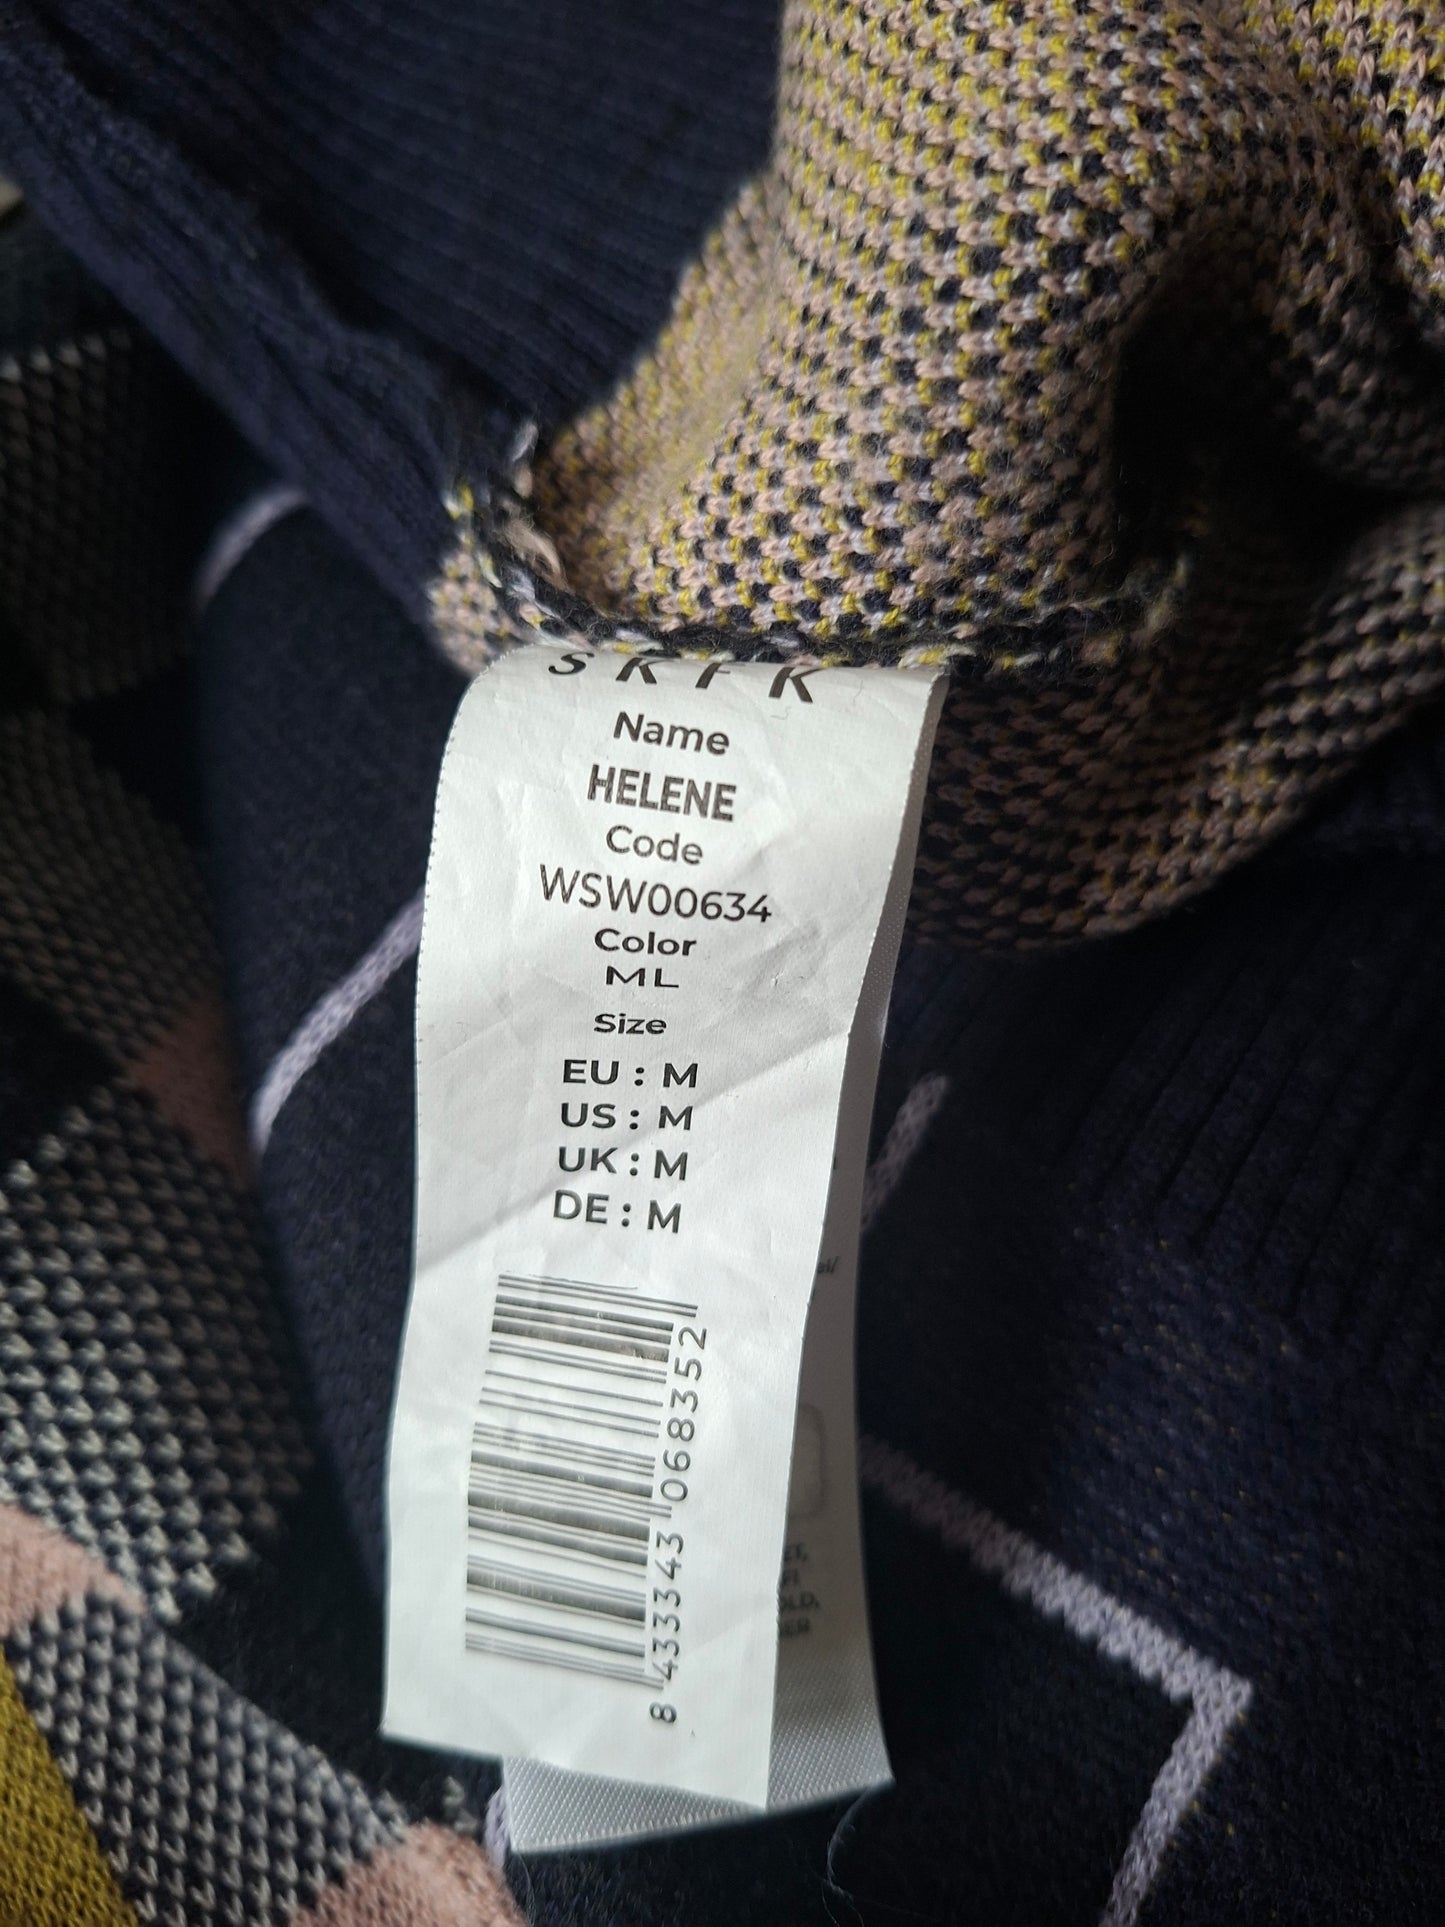 SKFK
Name
HELENE
Code
WSW00634
Color
ML
Size
EU : M
US : M
UK : M
DE : M
8 433343 068352